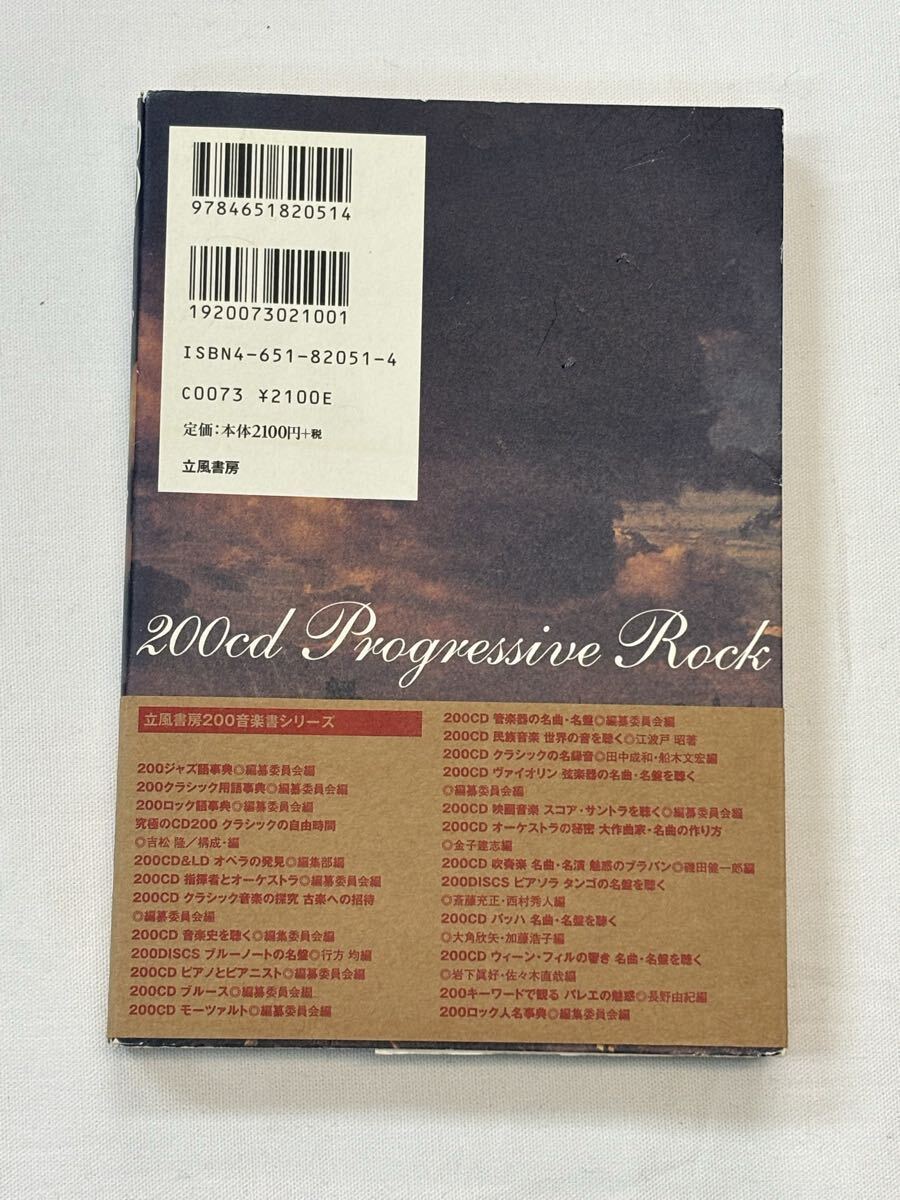 9784651820514
1920073021001
ISBN4-651-82051-4
C0073 ¥2100E
定価：本体2100円+税
立風書房
200cd Progressive Rock
立風書房200音楽書シリーズ
200ジャズ語事典◎編纂委員会編
200クラシック用語事典◎編纂委員会編
200ロック語事典◎編纂委員会編
究極のCD200 クラシックの自由時間
◎吉松 隆／構成・編
200CD&LD オペラの発見◎編集部編
200CD 指揮者とオーケストラ◎編纂委員会編
200CD クラシック音楽の探究 古楽への招待
◎編纂委員会編
200CD 音楽史を聴く◎編集委員会編
200DISCS ブルーノートの名盤◎行方 均編
200CD ピアノとピアニスト◎編纂委員会編
200CD ブルース◎編纂委員会編
200CD モーツァルト◎編纂委員会編
200CD 管楽器の名曲・名盤◎編纂委員会編
200CD 民族音楽 世界の音を聴く◎江波戸 昭著
200CD クラシックの名録音◎田中成和・船木文宏編
200CD ヴァイオリン 弦楽器の名曲・名盤を聴く
◎編纂委員会編
200CD 映画音楽 スコア・サントラを聴く◎編纂委員会編
200CD オーケストラの秘密 大作曲家・名曲の作り方
◎金子建志編
200CD 吹奏楽 名曲・名演 魅惑のブラバン◎磯田健一郎編
200DISCS ピアソラ タンゴの名盤を聴く
◎斎藤充正・西村秀人編
200CD バッハ 名曲・名盤を聴く
◎大角欣矢・加藤浩子編
200CD ウィーン・フィルの響き 名曲・名盤を聴く
◎岩下眞好・佐々木直哉編
200キーワードで観る バレエの魅惑◎長野由紀編
200ロック人名事典◎編集委員会編